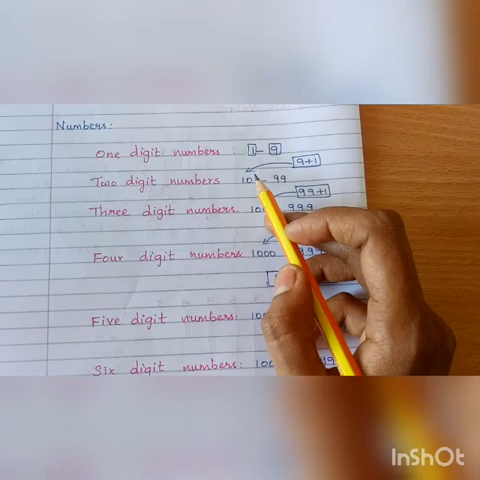 Numbers:
One digit numbers 1 - 9
9+1
Two digit numbers 10 - 99
99+1
Three digit numbers. 999
Four digit numbers 1000
Five digit numbers:
Six digit numbers:
InShOt